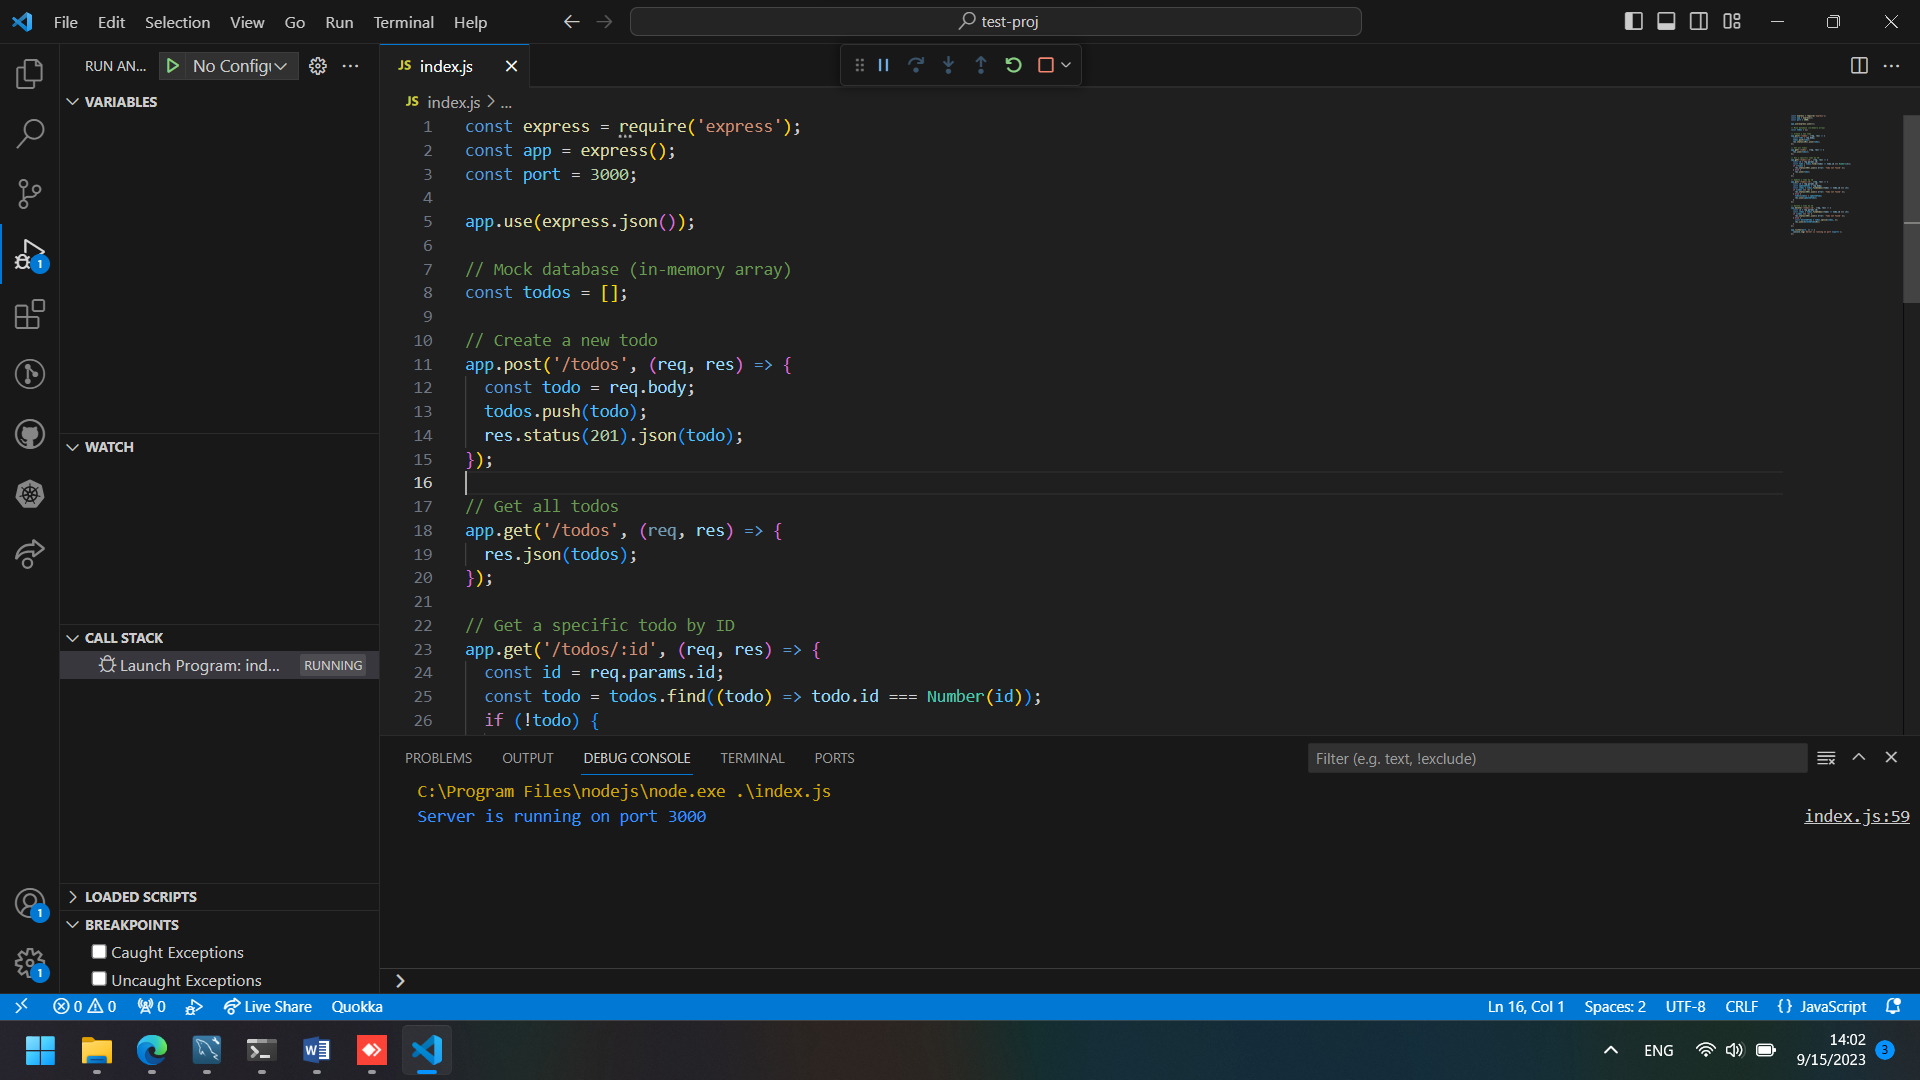 File Edit Selection View Go Run Terminal Help
test-proj
RUN AN... No Config
JS index.js
JS index.js > ...
VARIABLES
WATCH
CALL STACK
Launch Program: ind... RUNNING
LOADED SCRIPTS
BREAKPOINTS
Caught Exceptions
Uncaught Exceptions
1 const express = require('express');
2 const app = express();
3 const port = 3000;
4
5 app.use(express.json());
6
7 // Mock database (in-memory array)
8 const todos = [];
9
10 // Create a new todo
11 app.post('/todos', (req, res) => {
12 const todo = req.body;
13 todos.push(todo);
14 res.status(201).json(todo);
15 });
16
17 // Get all todos
18 app.get('/todos', (req, res) => {
19 res.json(todos);
20 });
21
22 // Get a specific todo by ID
23 app.get('/todos/:id', (req, res) => {
24 const id = req.params.id;
25 const todo = todos.find((todo) => todo.id === Number(id));
26 if (!todo) {
PROBLEMS OUTPUT DEBUG CONSOLE TERMINAL PORTS
Filter (e.g. text, !exclude)
C:\Program Files\nodejs\node.exe .\index.js
Server is running on port 3000
index.js:59
1
1
1
0 0 0 Live Share Quokka
Ln 16, Col 1 Spaces: 2 UTF-8 CRLF {} JavaScript
ENG
14:02
9/15/2023
3